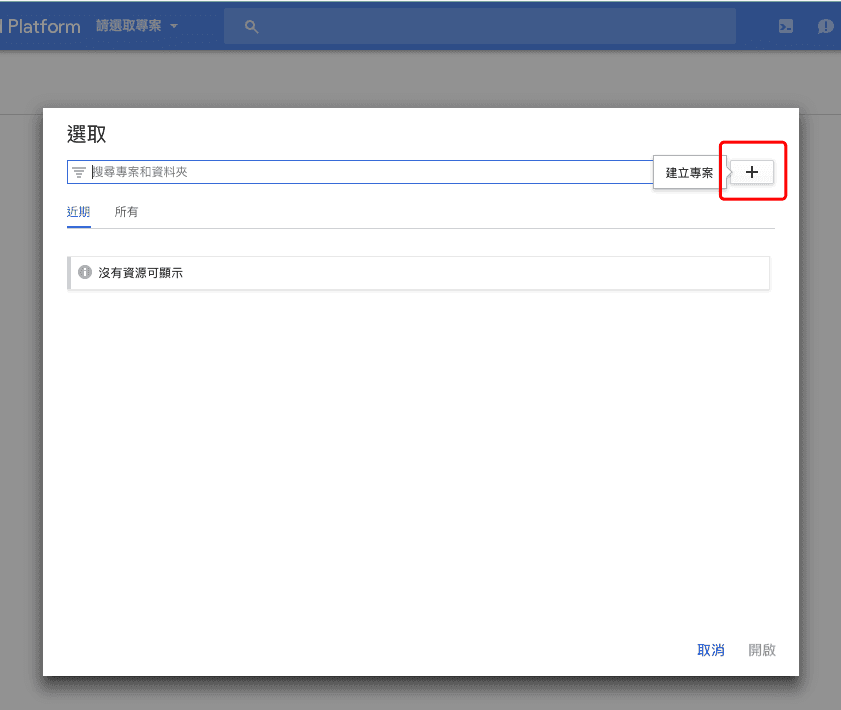 Platform 請選取專案
選取
搜尋專案和資料夾
建立專案
近期 所有
沒有資源可顯示
取消 開啟